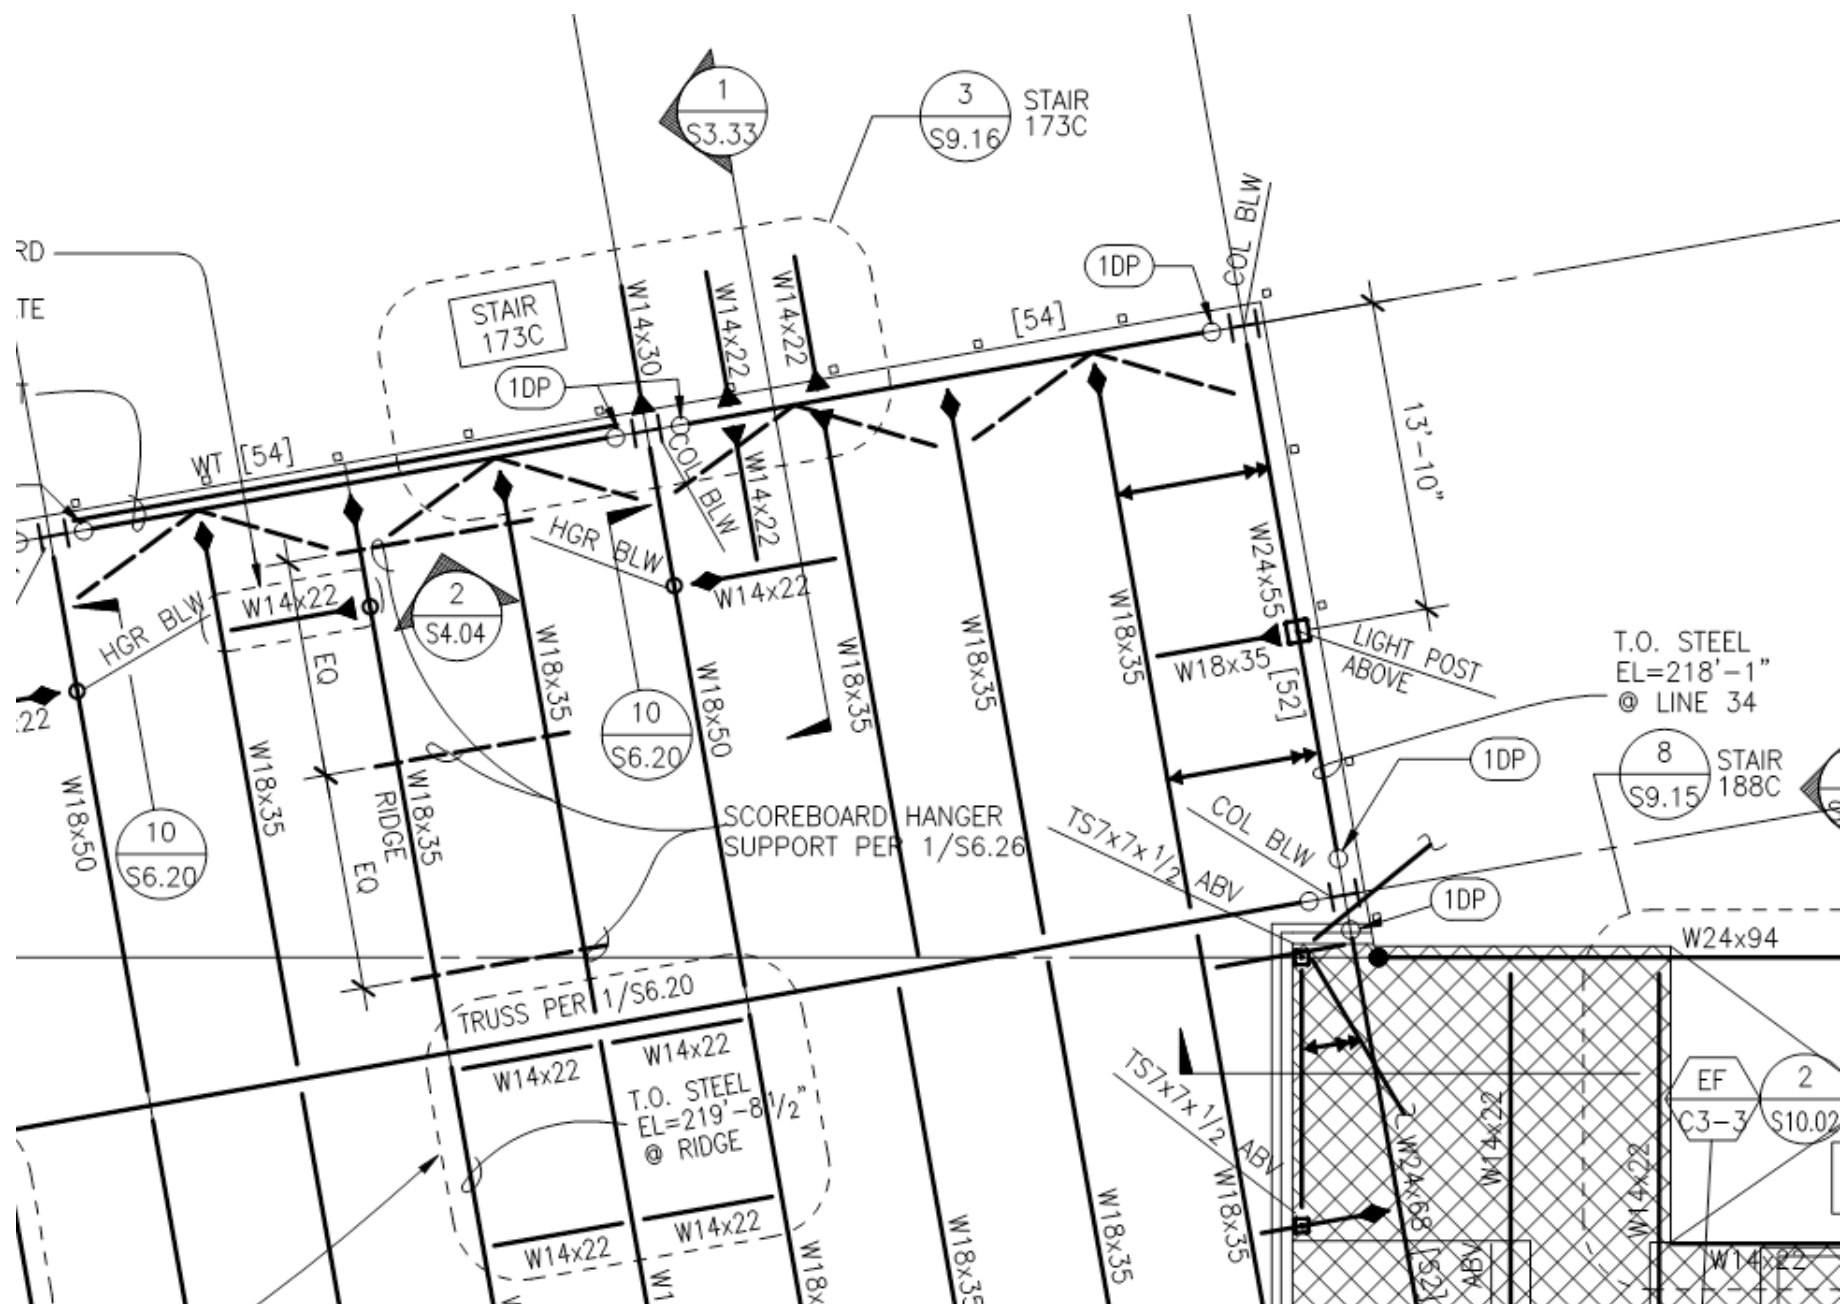 1
S3.33
3
S9.16
STAIR
173C
COL BLW
RD
TE
1DP
[54]
STAIR
173C
W14x30
W14x22
W14x22
1DP
13'-10"
WT [54]
COL BLW
W14x22
HGR BLW
W14x22
HGR BLW
W14x22
2
S4.04
EQ
W18x35
W18x50
10
S6.20
W18x35
W18x35
W18x35
W24x55
[52]
W18x35
LIGHT POST
ABOVE
T.O. STEEL
EL=218'-1"
@ LINE 34
1DP
8
S9.15
STAIR
188C
:22
W18x50
W18x35
RIDGE
W18x35
EQ
10
S6.20
SCOREBOARD HANGER
SUPPORT PER 1/S6.26
TS7x7x1/2 ABV
COL BLW
1DP
W24x94
TRUSS PER 1/S6.20
W14x22
W14x22
T.O. STEEL
EL=219'-8 1/2"
@ RIDGE
TS7x7x1/2 ABV
EF
C3-3
2
S10.02
W14x22
W14x22
W24x68 [52]
ABV
W18x35
W18x35
W18x35
W14x22
W14x22
W14x22
W18x
W1
W